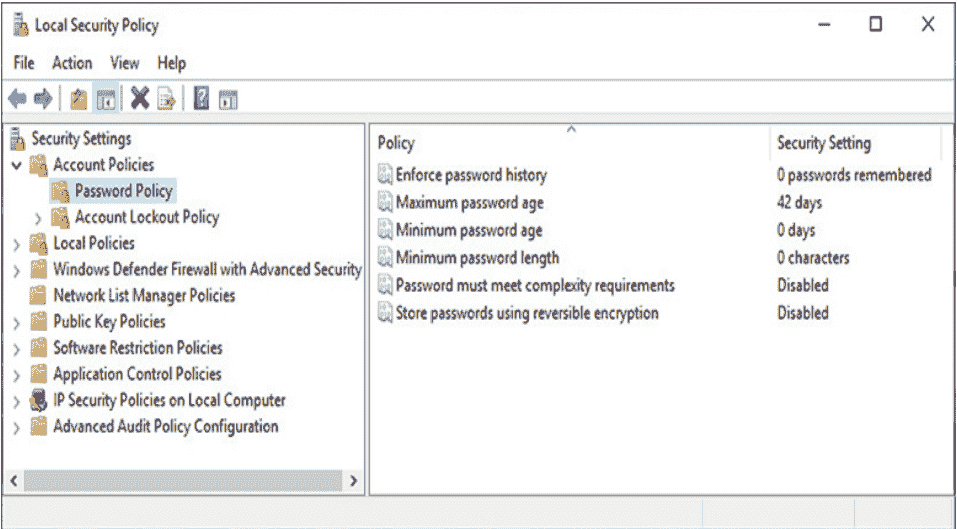 Local Security Policy
File Action View Help
Security Settings
Account Policies
Password Policy
Account Lockout Policy
Local Policies
Windows Defender Firewall with Advanced Security
Network List Manager Policies
Public Key Policies
Software Restriction Policies
Application Control Policies
IP Security Policies on Local Computer
Advanced Audit Policy Configuration
Policy Security Setting
Enforce password history 0 passwords remembered
Maximum password age 42 days
Minimum password age 0 days
Minimum password length 0 characters
Password must meet complexity requirements Disabled
Store passwords using reversible encryption Disabled